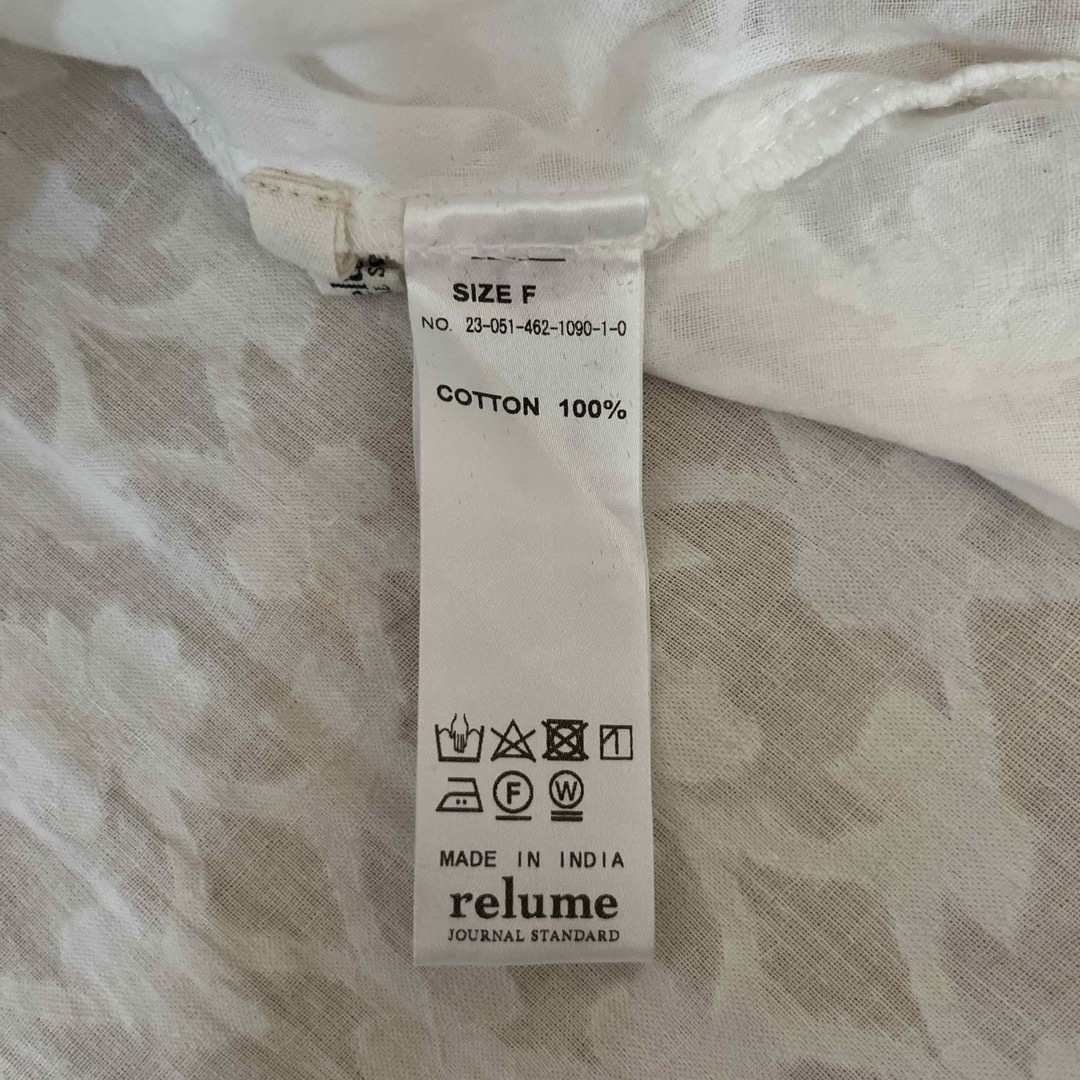 SIZE F
NO. 23-051-462-1090-1-0
COTTON 100%
F W
MADE IN INDIA
relume
JOURNAL STANDARD